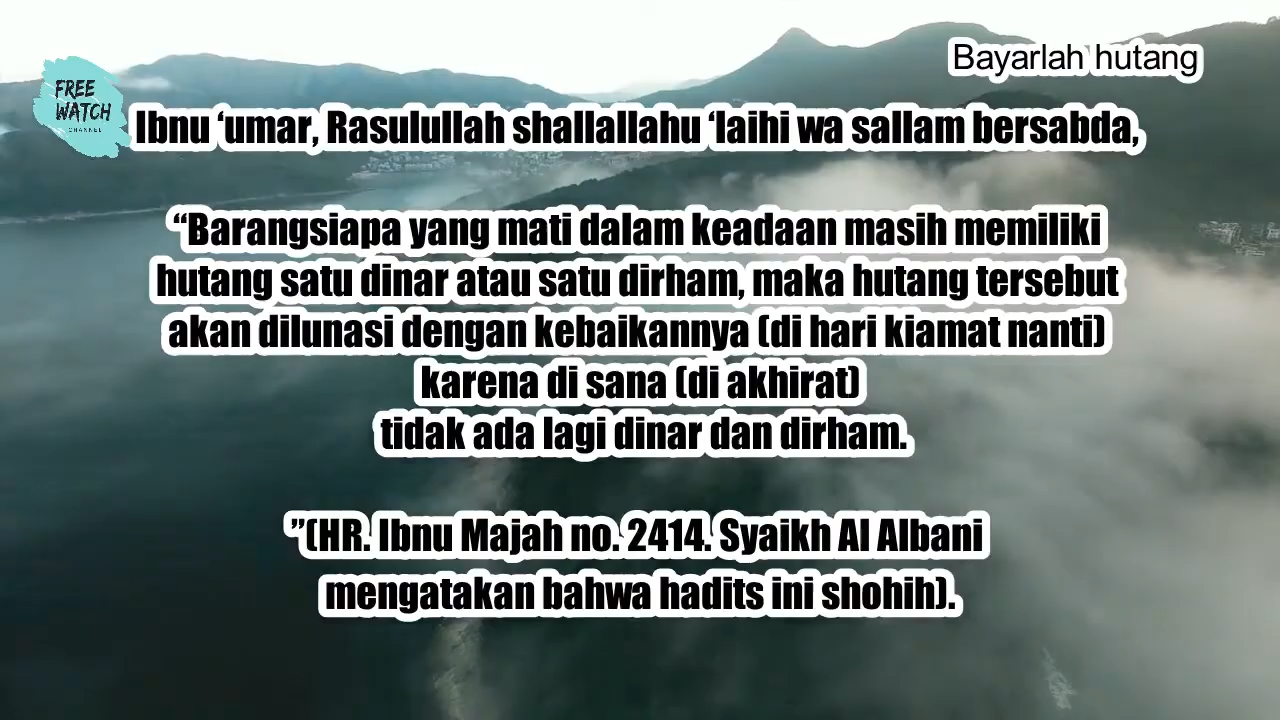 Bayarlah hutang
FREE
WATCH
CHANNEL
Ibnu ‘umar, Rasulullah shallallahu ‘laihi wa sallam bersabda,
“Barangsiapa yang mati dalam keadaan masih memiliki
hutang satu dinar atau satu dirham, maka hutang tersebut
akan dilunasi dengan kebaikannya (di hari kiamat nanti)
karena di sana (di akhirat)
tidak ada lagi dinar dan dirham.
”(HR. Ibnu Majah no. 2414. Syaikh Al Albani
mengatakan bahwa hadits ini shohih).